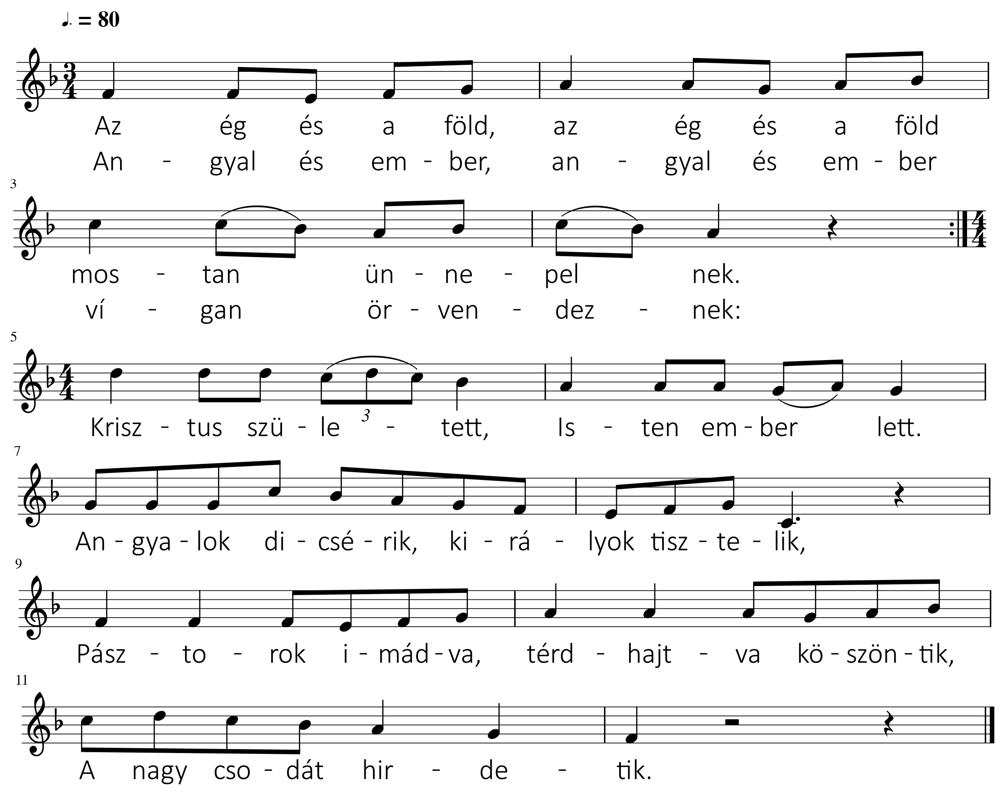 ♩. = 80
3 4
Az ég és a föld, az ég és a föld
An - gyal és em - ber, an - gyal és em - ber
3
4 4
mos - tan ün - ne - pel nek.
ví - gan ör - ven - dez - nek:
5
4 4
3
Krisz - tus szü - le - tett, Is - ten em - ber lett.
7
An - gya - lok di - csé - rik, ki - rá - lyok tisz - te - lik,
9
Pász - to - rok i - mád - va, térd - hajt - va kö - szön - tik,
11
A nagy cso - dát hir - de - tik.